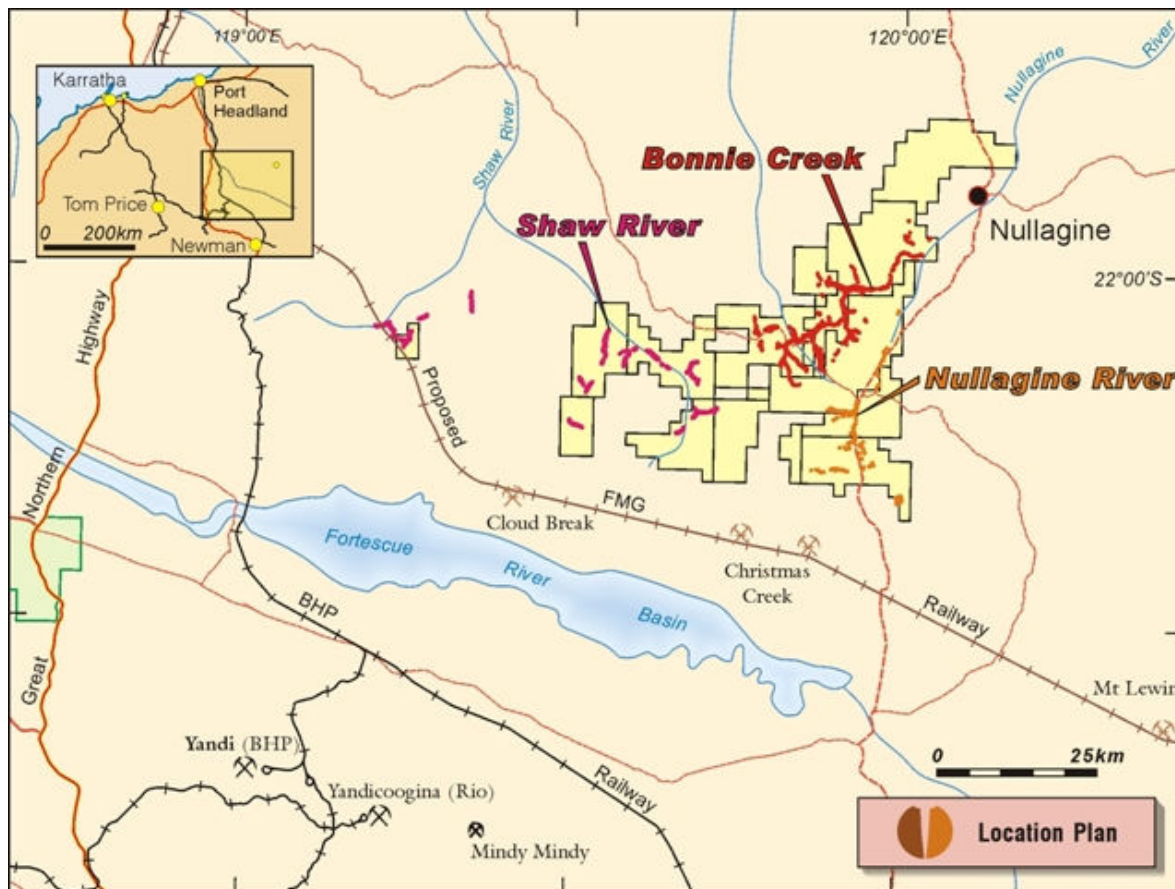 119°00'E
120°00'E
Karratha
Port
Headland
Tom Price
0 200km
Newman
Shaw River
Nullagine River
Bonnie Creek
Shaw River
Nullagine
22°00'S
Nullagine River
Great Northern Highway
Proposed FMG Railway
Cloud Break
Christmas
Creek
Mt Lewin
Fortescue River Basin
BHP Railway
Yandi (BHP)
Yandicoogina (Rio)
Mindy Mindy
0 25km
Location Plan